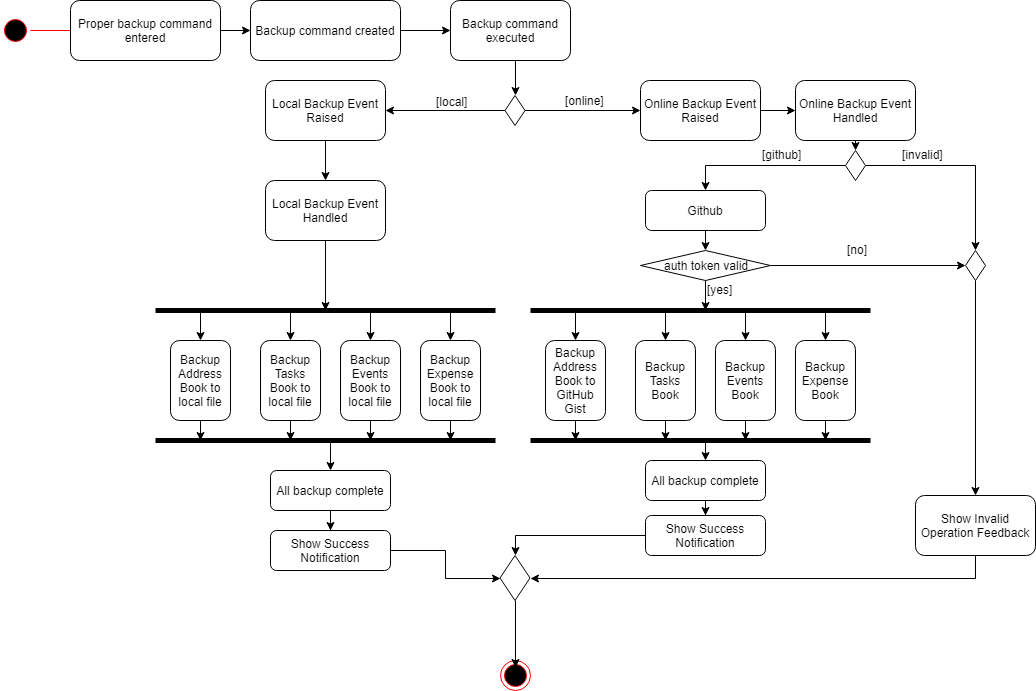 Proper backup command
entered
Backup command created
Backup command
executed
[local]
[online]
Local Backup Event
Raised
Online Backup Event
Raised
Online Backup Event
Handled
[github]
[invalid]
Local Backup Event
Handled
Github
auth token valid
[no]
[yes]
Backup
Address
Book to
local file
Backup
Tasks
Book to
local file
Backup
Events
Book to
local file
Backup
Expense
Book to
local file
Backup
Address
Book to
GitHub
Gist
Backup
Tasks
Book
Backup
Events
Book
Backup
Expense
Book
All backup complete
All backup complete
Show Success
Notification
Show Success
Notification
Show Invalid
Operation Feedback